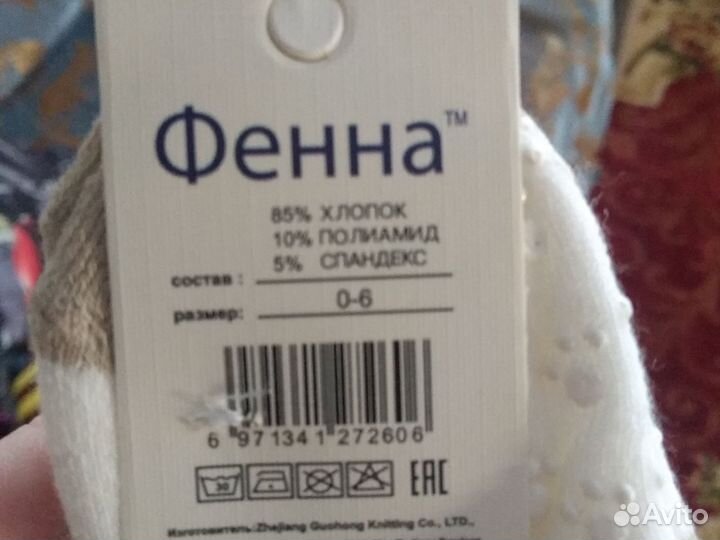 Фенна™
85% ХЛОПОК
10% ПОЛИАМИД
5% СПАНДЕКС
состав :
размер: 0-6
6 971341 272606
30
EAC
Изготовитель:Zhejiang Guohong Knitting Co., LTD.,
Avito